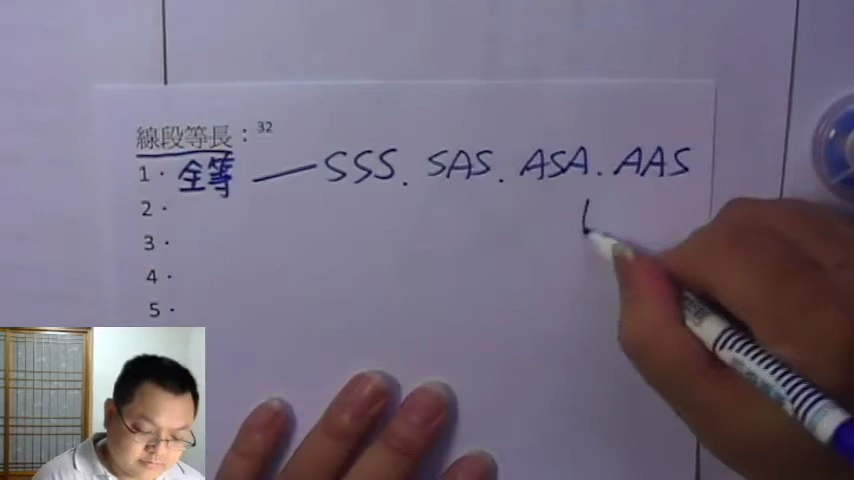 線段等長：32
1. 全等 — SSS. SAS. ASA. AAS
2.
3.
4.
5.